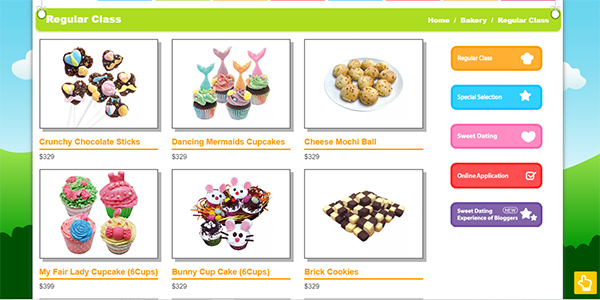 Regular Class
Home / Bakery / Regular Class
Crunchy Chocolate Sticks
$329
Dancing Mermaids Cupcakes
$329
Cheese Mochi Ball
$329
My Fair Lady Cupcake (6Cups)
$399
Bunny Cup Cake (6Cups)
$329
Brick Cookies
$329
Regular Class
Special Selection
Sweet Dating
Online Application
Sweet Dating NEW
Experience of Bloggers